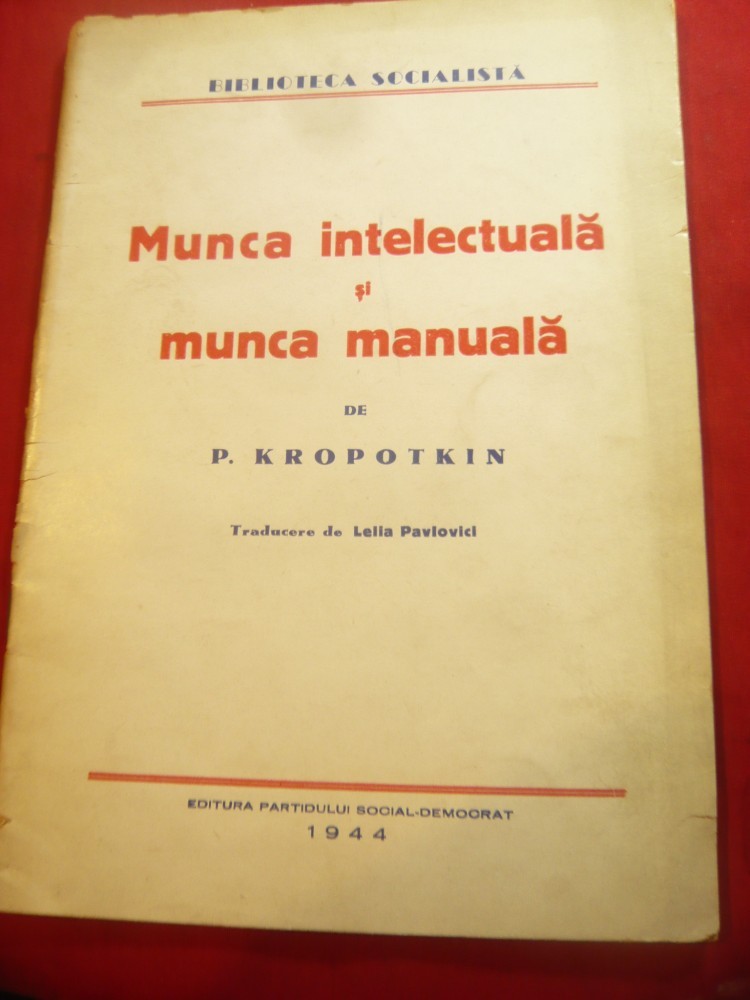 BIBLIOTECA SOCIALISTĂ
Munca intelectuală
și
munca manuală
DE
P. KROPOTKIN
Traducere de Lelia Pavlovici
EDITURA PARTIDULUI SOCIAL-DEMOCRAT
1944